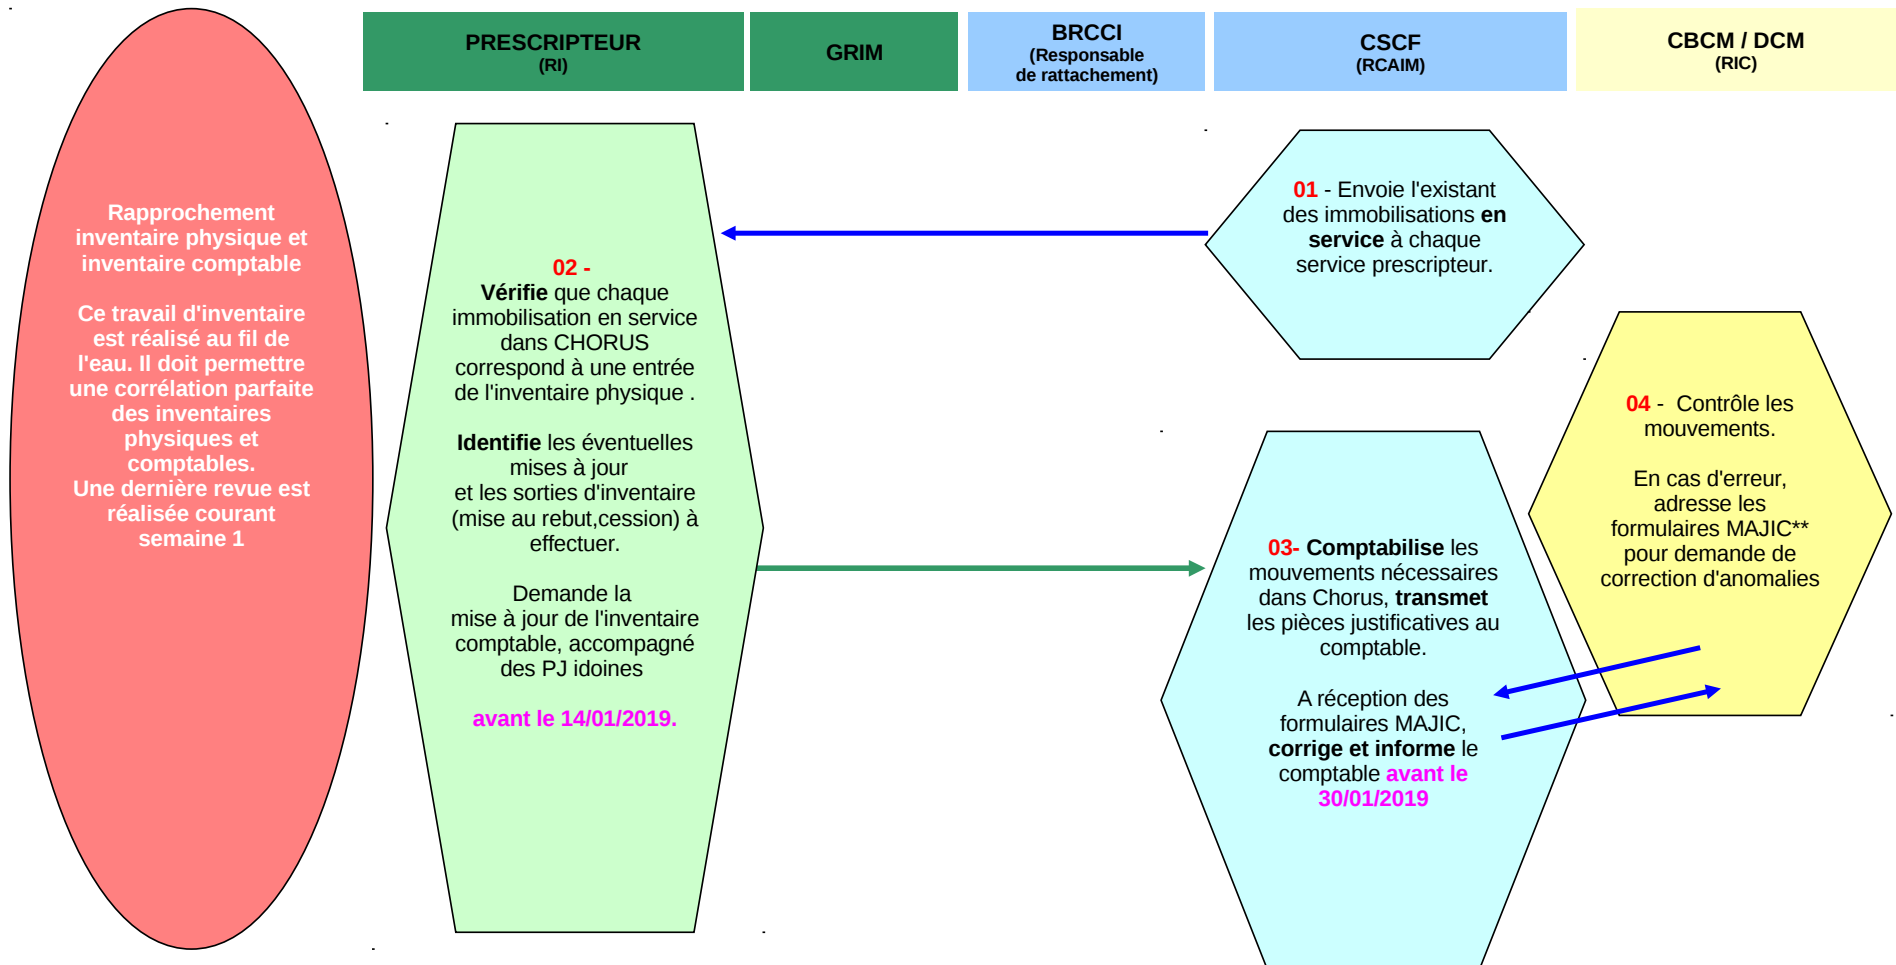 PRESCRIPTEUR
(RI)
GRIM
BRCCI
(Responsable
de rattachement)
CSCF
(RCAIM)
CBCM / DCM
(RIC)
Rapprochement
inventaire physique et
inventaire comptable
Ce travail d'inventaire
est réalisé au fil de
l'eau. Il doit permettre
une corrélation parfaite
des inventaires
physiques et
comptables.
Une dernière revue est
réalisée courant
semaine 1
02 -
Vérifie que chaque
immobilisation en service
dans CHORUS
correspond à une entrée
de l'inventaire physique .
Identifie les éventuelles
mises à jour
et les sorties d'inventaire
(mise au rebut,cession) à
effectuer.
Demande la
mise à jour de l'inventaire
comptable, accompagné
des PJ idoines
avant le 14/01/2019.
01 - Envoie l'existant
des immobilisations en
service à chaque
service prescripteur.
03- Comptabilise les
mouvements nécessaires
dans Chorus, transmet
les pièces justificatives au
comptable.
A réception des
formulaires MAJIC,
corrige et informe le
comptable avant le
30/01/2019
04 -  Contrôle les
mouvements.
En cas d'erreur,
adresse les
formulaires MAJIC**
pour demande de
correction d'anomalies